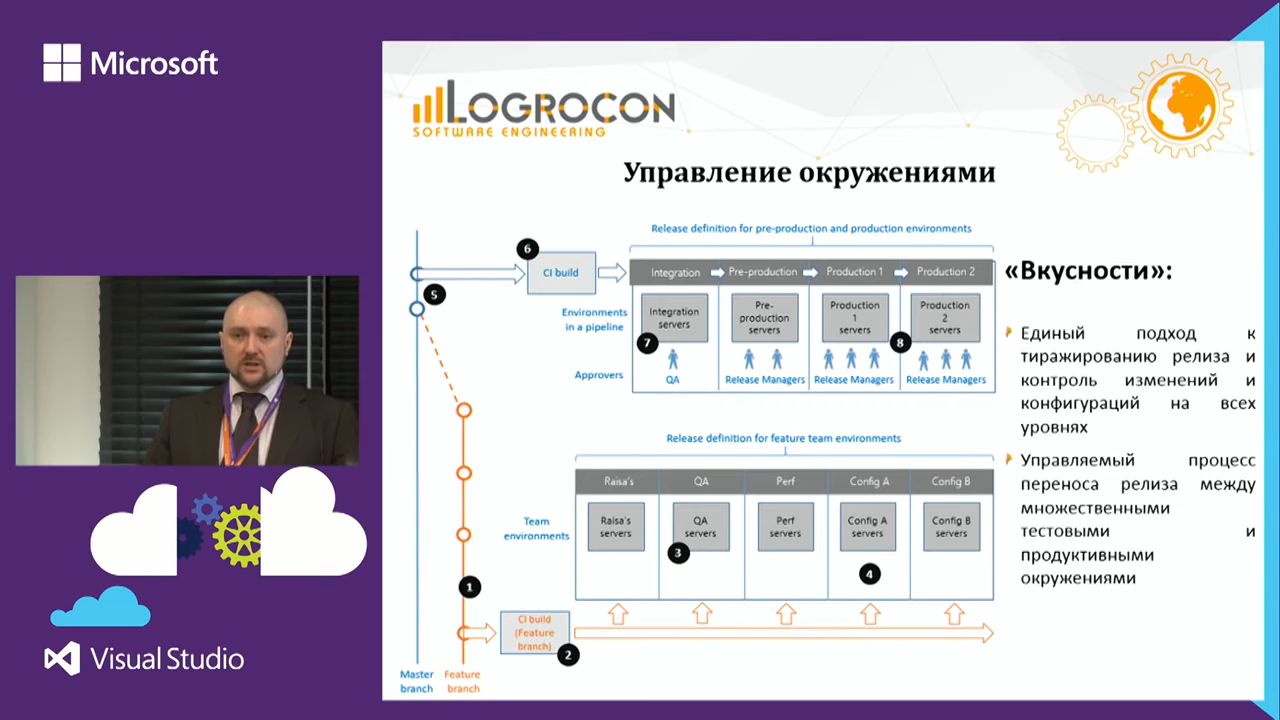 Microsoft
LOGROCON
SOFTWARE ENGINEERING
Управление окружениями
Release definition for pre-production and production environments
6
CI build
5
Integration
Pre-production
Production 1
Production 2
Environments
in a pipeline
Integration
servers
Pre-
production
servers
Production
1
servers
Production
2
servers
7
8
Approvers
QA
Release Managers
Release Managers
Release Managers
Release definition for feature team environments
Raisa's
QA
Perf
Config A
Config B
Team
environments
Raisa's
servers
QA
servers
Perf
servers
Config A
servers
Config B
servers
3
4
1
CI build
(Feature
branch)
2
Master
branch
Feature
branch
«Вкусности»:
Единый подход к
тиражированию релиза и
контроль изменений и
конфигураций на всех
уровнях
Управляемый процесс
переноса релиза между
множественными
тестовыми и
продуктивными
окружениями
Visual Studio